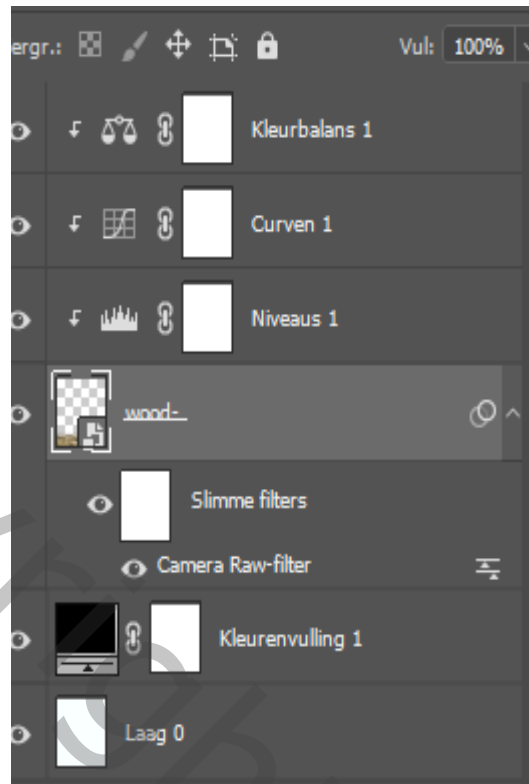 ergr.: Vul: 100%
Kleurbalans 1
Curven 1
Niveaus 1
wood-
Slimme filters
Camera Raw-filter
Kleurenvulling 1
Laag 0